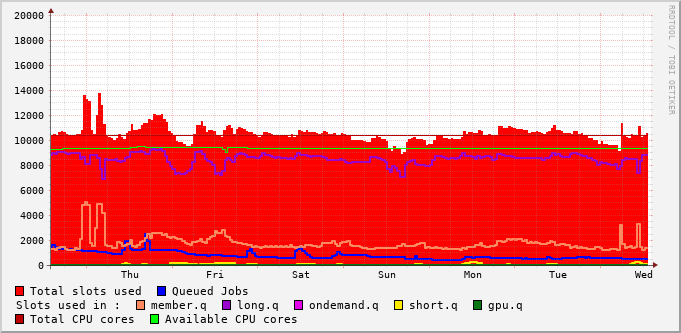 20000
18000
16000
14000
12000
10000
8000
6000
4000
2000
0
Thu Fri Sat Sun Mon Tue Wed
RRDTOOL / TOBI OETIKER
Total slots used Queued Jobs
Slots used in : member.q long.q ondemand.q short.q gpu.q
Total CPU cores Available CPU cores